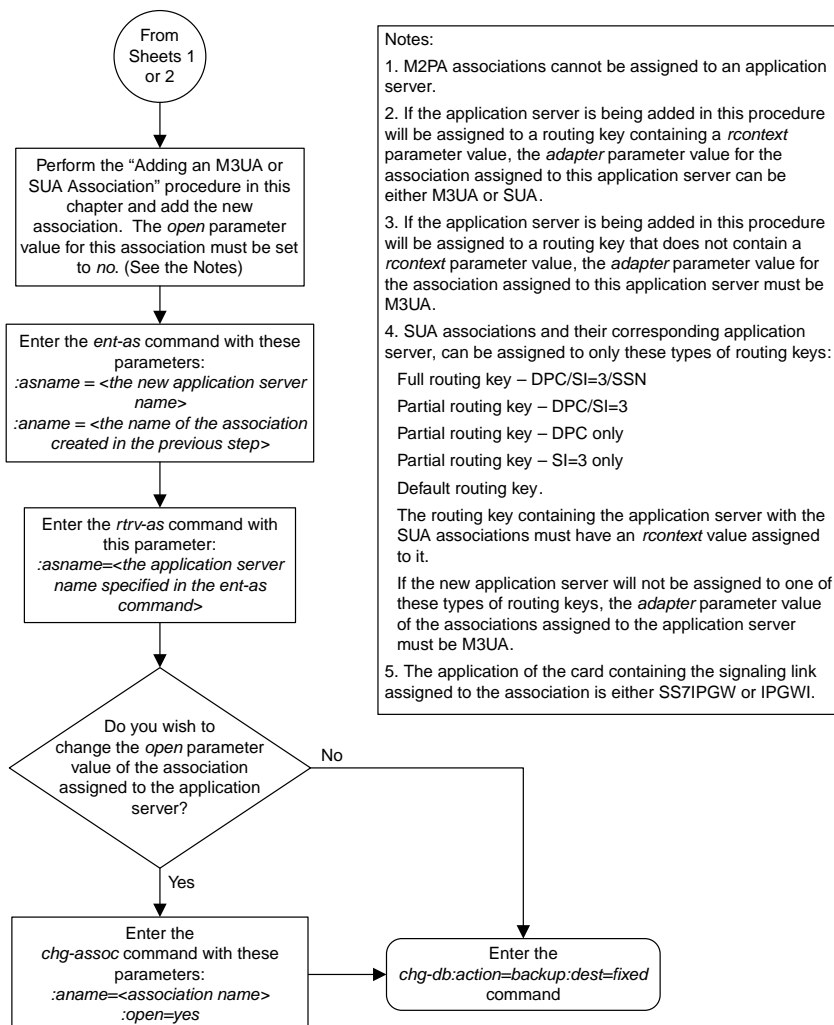 From
Sheets 1
or 2
Perform the “Adding an M3UA or
SUA Association” procedure in this
chapter and add the new
association. The open parameter
value for this association must be set
to no. (See the Notes)
Enter the ent-as command with these
parameters:
:asname = <the new application server
name>
:aname = <the name of the association
created in the previous step>
Enter the rtrv-as command with
this parameter:
:asname=<the application server
name specified in the ent-as
command>
Do you wish to
change the open parameter
value of the association
assigned to the application
server?
No
Yes
Enter the
chg-assoc command with these
parameters:
:aname=<association name>
:open=yes
Enter the
chg-db:action=backup:dest=fixed
command
Notes:
1. M2PA associations cannot be assigned to an application
server.
2. If the application server is being added in this procedure
will be assigned to a routing key containing a rcontext
parameter value, the adapter parameter value for the
association assigned to this application server can be
either M3UA or SUA.
3. If the application server is being added in this procedure
will be assigned to a routing key that does not contain a
rcontext parameter value, the adapter parameter value for
the association assigned to this application server must be
M3UA.
4. SUA associations and their corresponding application
server, can be assigned to only these types of routing keys:
Full routing key – DPC/SI=3/SSN
Partial routing key – DPC/SI=3
Partial routing key – DPC only
Partial routing key – SI=3 only
Default routing key.
The routing key containing the application server with the
SUA associations must have an rcontext value assigned
to it.
If the new application server will not be assigned to one of
these types of routing keys, the adapter parameter value
of the associations assigned to the application server
must be M3UA.
5. The application of the card containing the signaling link
assigned to the association is either SS7IPGW or IPGWI.